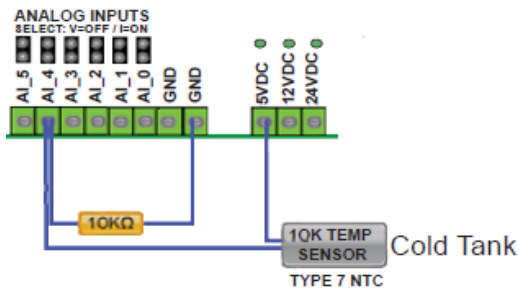 ANALOG INPUTS
SELECT: V=OFF / I=ON
AI_5 AI_4 AI_3 AI_2 AI_1 AI_0 GND GND 5VDC 12VDC 24VDC
10KΩ
10K TEMP
SENSOR
Cold Tank
TYPE 7 NTC